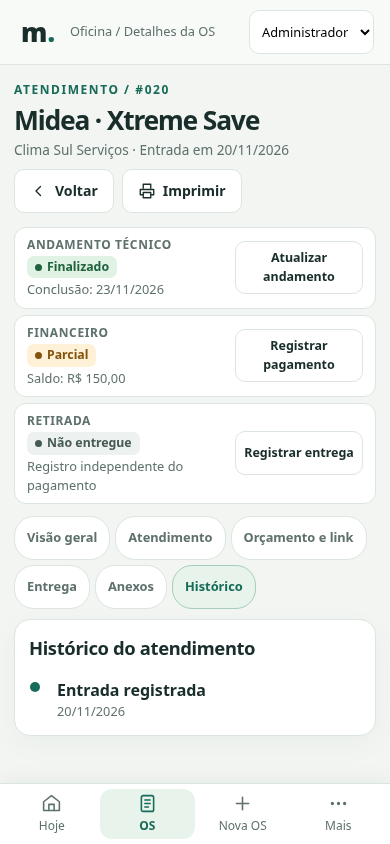 m.
Oficina / Detalhes da OS
Administrador
ATENDIMENTO / #020
Midea · Xtreme Save
Clima Sul Serviços · Entrada em 20/11/2026
Voltar
Imprimir
ANDAMENTO TÉCNICO
Finalizado
Conclusão: 23/11/2026
Atualizar
andamento
FINANCEIRO
Parcial
Saldo: R$ 150,00
Registrar
pagamento
RETIRADA
Não entregue
Registro independente do
pagamento
Registrar entrega
Visão geral
Atendimento
Orçamento e link
Entrega
Anexos
Histórico
Histórico do atendimento
Entrada registrada
20/11/2026
Hoje
OS
Nova OS
Mais